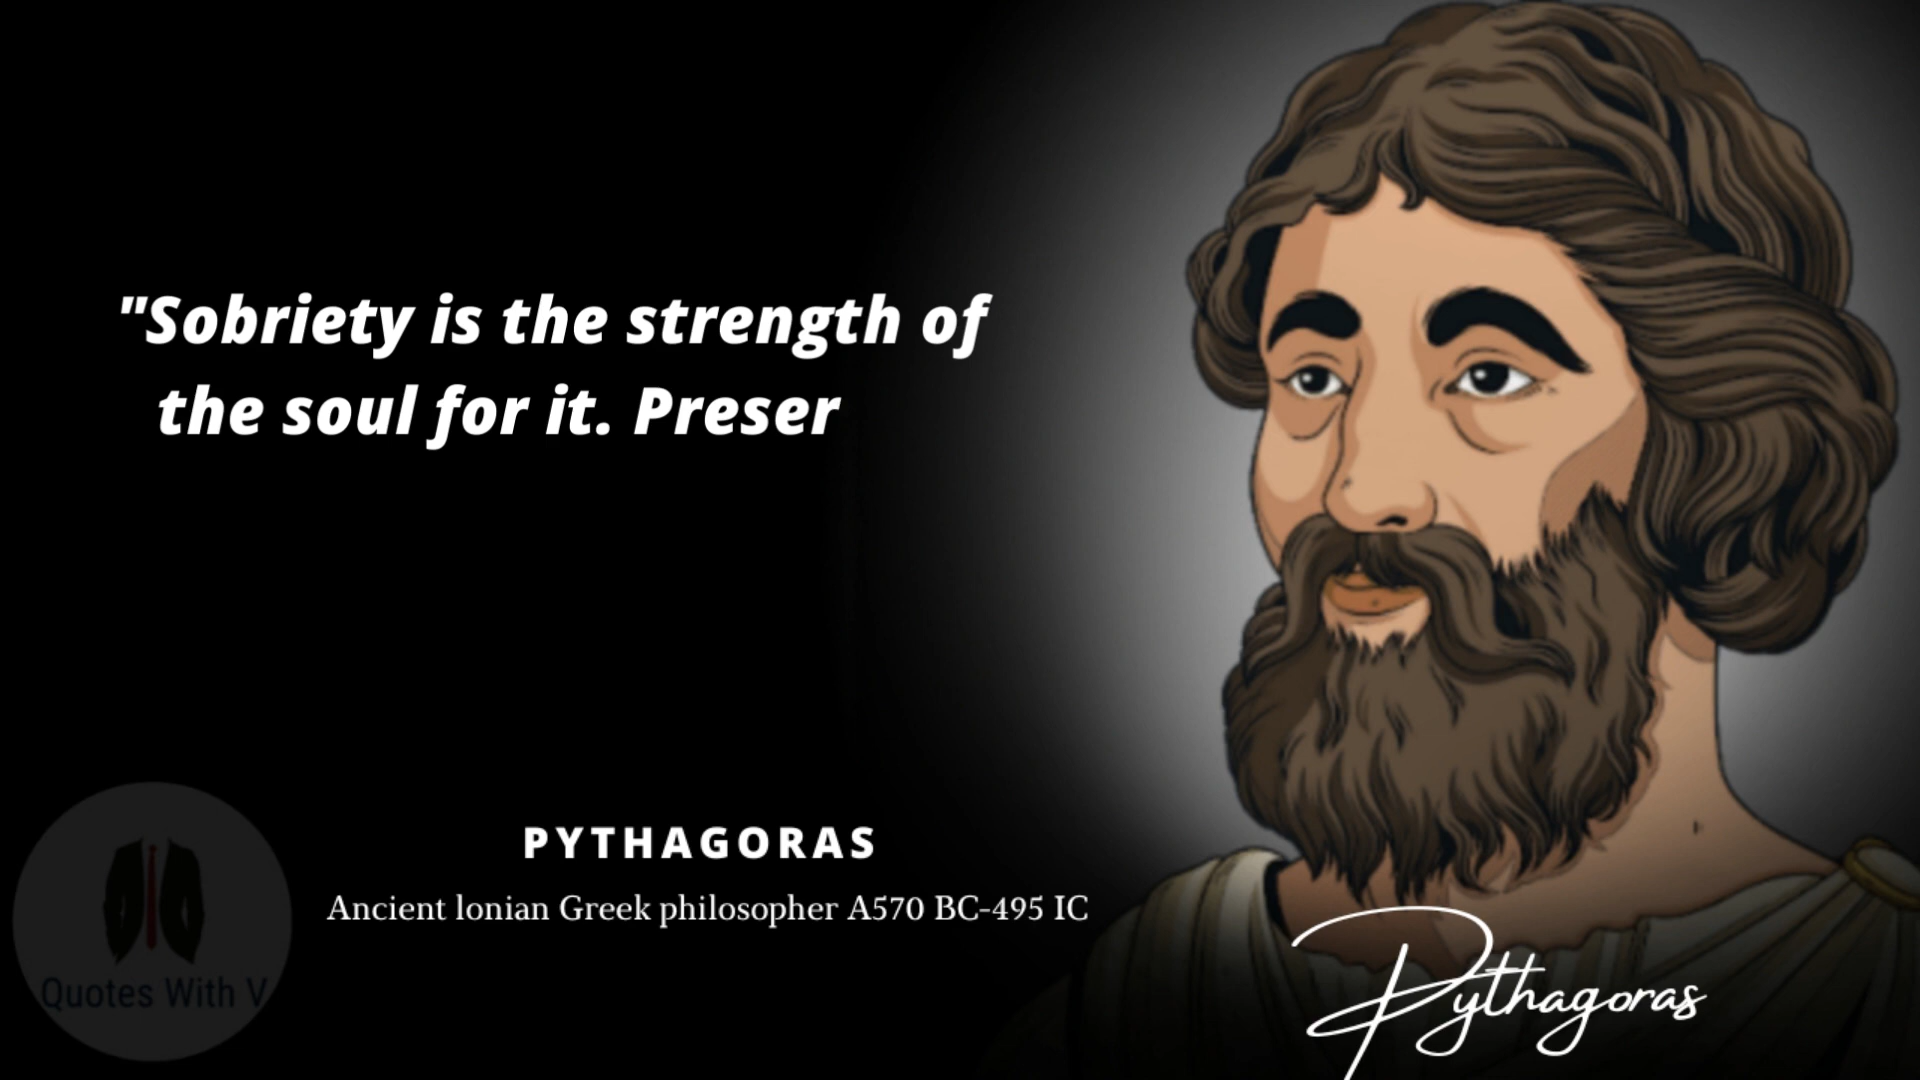 "Sobriety is the strength of
the soul for it. Preser
PYTHAGORAS
Ancient lonian Greek philosopher A570 BC-495 IC
Quotes With V
Pythagoras